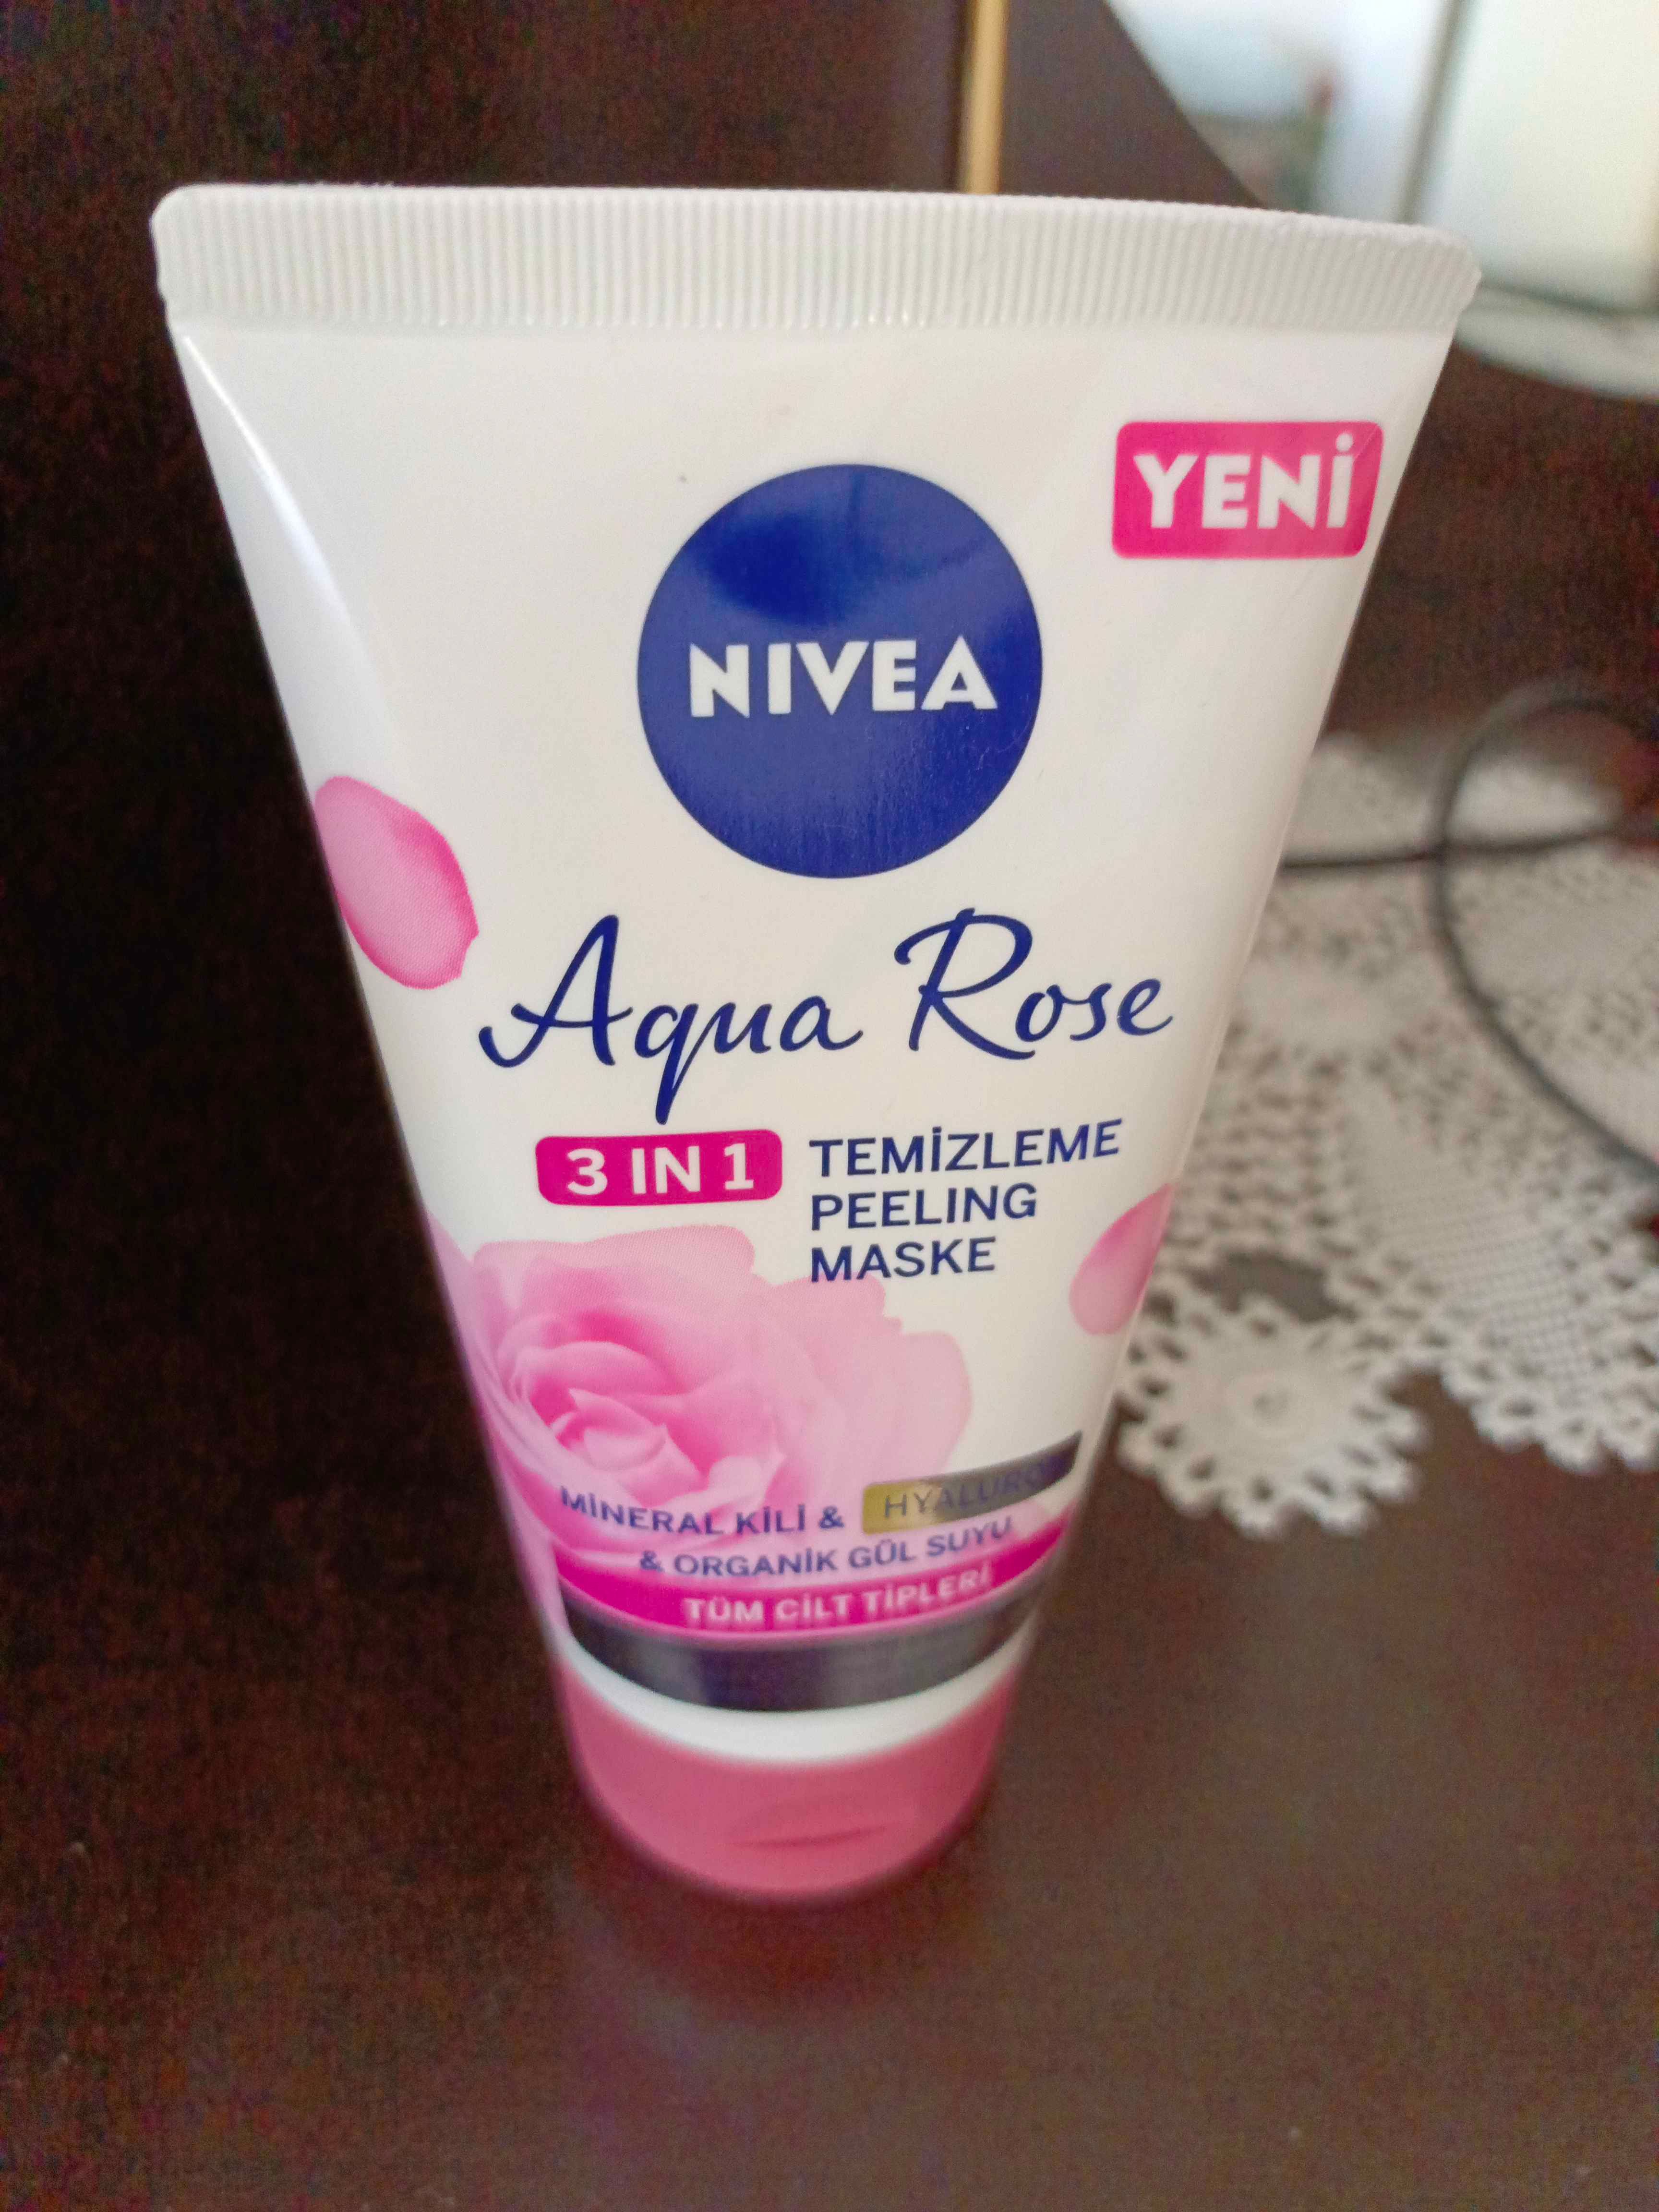 YENİ
NIVEA
Aqua Rose
3 IN 1
TEMİZLEME
PEELING
MASKE
MİNERAL KİLİ &
& ORGANİK GÜL SUYU
TÜM CİLT TİPLERİ